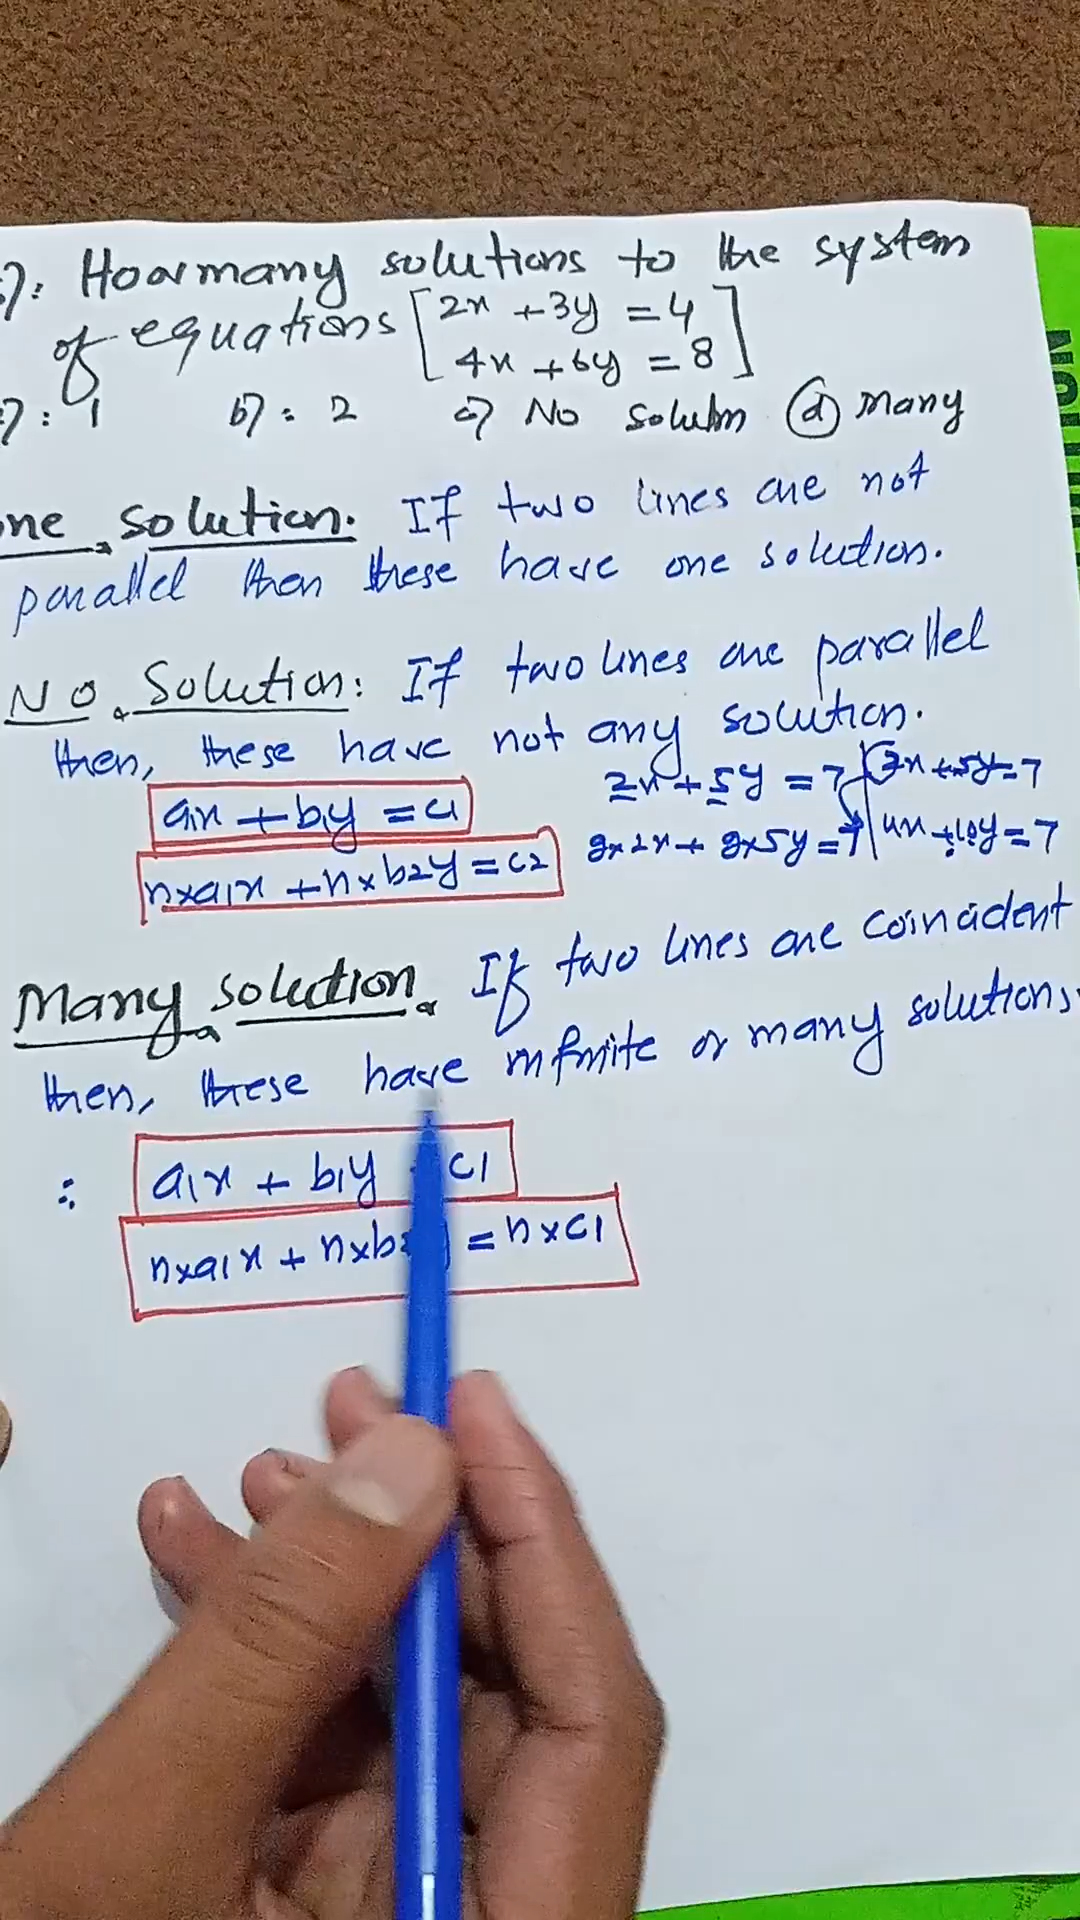 ): How many solutions to the system
of equations [2x + 3y = 4
4x + 6y = 8]
): 1 b): 2 c) No Solutn (d) many
one solution. If two lines are not
parallel then these have one solution.
No Solution: If two lines are parallel
then, these have not any solution.
a1x + b1y = c1
n×a1x + n×b2y = c2
2x + 5y = 7
2×2x + 2×5y = 7
2x + 5y = 7
4x + 10y = 7
Many solution. If two lines are coincident
then, these have infinite or many solutions.
: a1x + b1y c1
n×a1x + n×b = n×c1